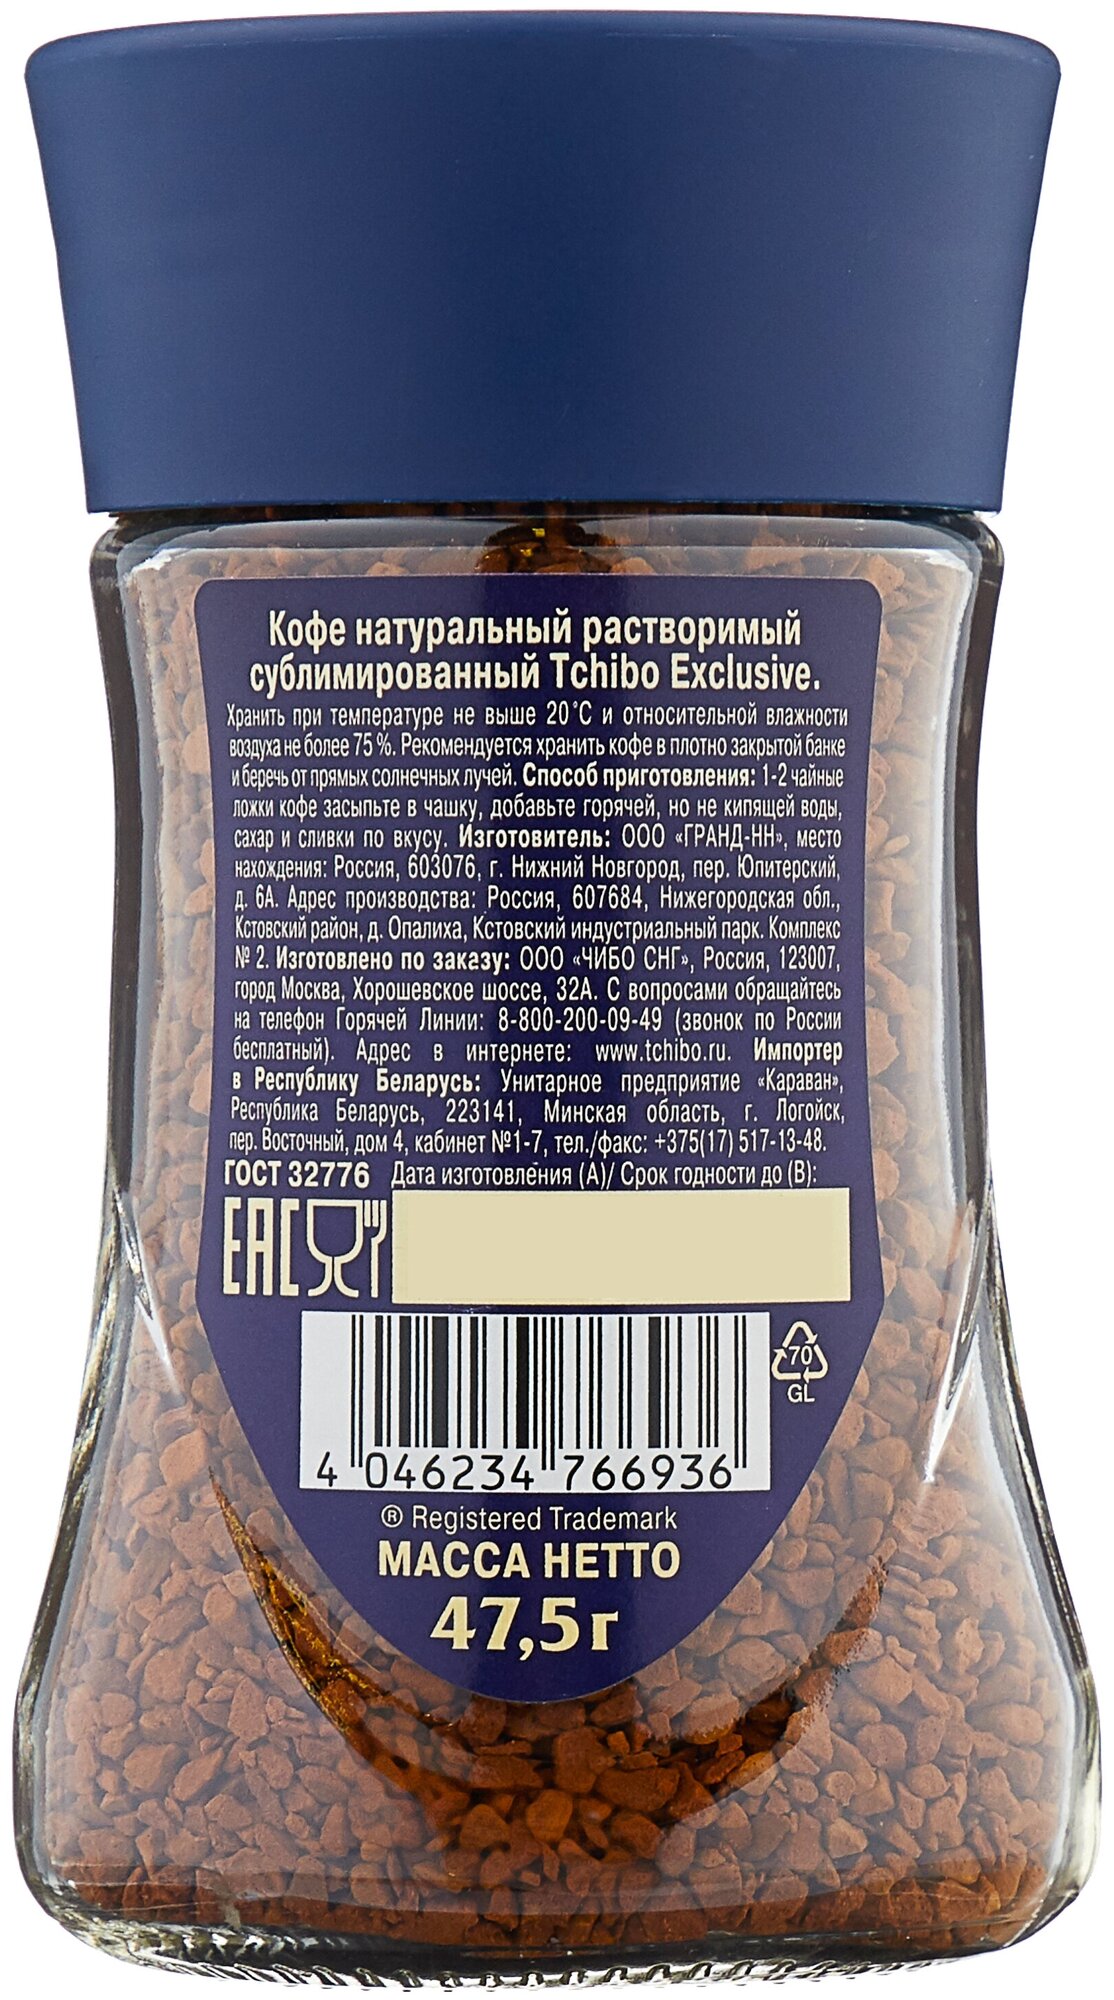 Кофе натуральный растворимый
сублимированный Tchibo Exclusive.
Хранить при температуре не выше 20˚С и относительной влажности
воздуха не более 75 %. Рекомендуется хранить кофе в плотно закрытой банке
и беречь от прямых солнечных лучей. Способ приготовления: 1-2 чайные
ложки кофе засыпьте в чашку, добавьте горячей, но не кипящей воды,
сахар и сливки по вкусу. Изготовитель: ООО «ГРАНД-НН», место
нахождения: Россия, 603076, г. Нижний Новгород, пер. Юпитерский,
д. 6А. Адрес производства: Россия, 607684, Нижегородская обл.,
Кстовский район, д. Опалиха, Кстовский индустриальный парк. Комплекс
№ 2. Изготовлено по заказу: ООО «ЧИБО СНГ», Россия, 123007,
город Москва, Хорошевское шоссе, 32А. С вопросами обращайтесь
на телефон Горячей Линии: 8-800-200-09-49 (звонок по России
бесплатный). Адрес в интернете: www.tchibo.ru. Импортер
в Республику Беларусь: Унитарное предприятие «Караван»,
Республика Беларусь, 223141, Минская область, г. Логойск,
пер. Восточный, дом 4, кабинет №1-7, тел./факс: +375(17) 517-13-48.
ГОСТ 32776 Дата изготовления (А)/ Срок годности до (В):
EAC
70
GL
4 046234 766936
® Registered Trademark
МАССА НЕТТО
47,5 г